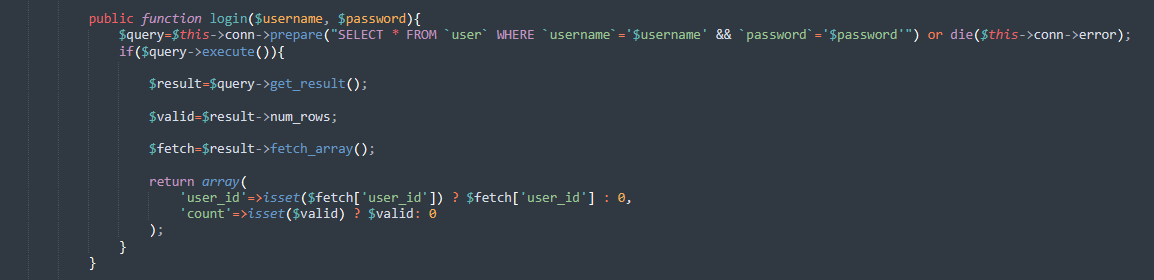 public function login($username, $password){
$query=$this->conn->prepare("SELECT * FROM `user` WHERE `username`='$username' && `password`='$password'") or die($this->conn->error);
if($query->execute()){
$result=$query->get_result();
$valid=$result->num_rows;
$fetch=$result->fetch_array();
return array(
'user_id'=>isset($fetch['user_id']) ? $fetch['user_id'] : 0,
'count'=>isset($valid) ? $valid: 0
);
}
}